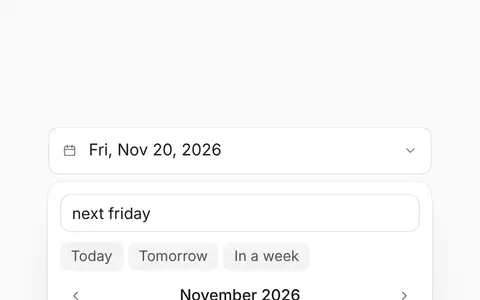 Fri, Nov 20, 2026
next friday
Today Tomorrow In a week
November 2026